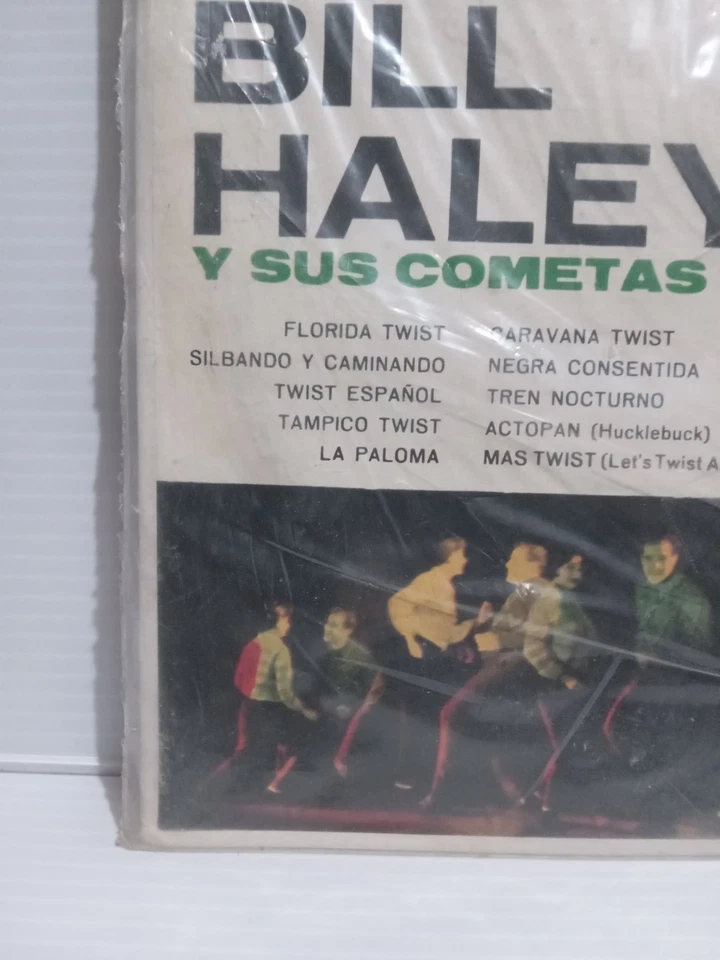 BILL
HALEY
Y SUS COMETAS
FLORIDA TWIST
SILBANDO Y CAMINANDO
TWIST ESPAÑOL
TAMPICO TWIST
LA PALOMA
CARAVANA TWIST
NEGRA CONSENTIDA
TREN NOCTURNO
ACTOPAN (Hucklebuck)
MAS TWIST (Let's Twist A